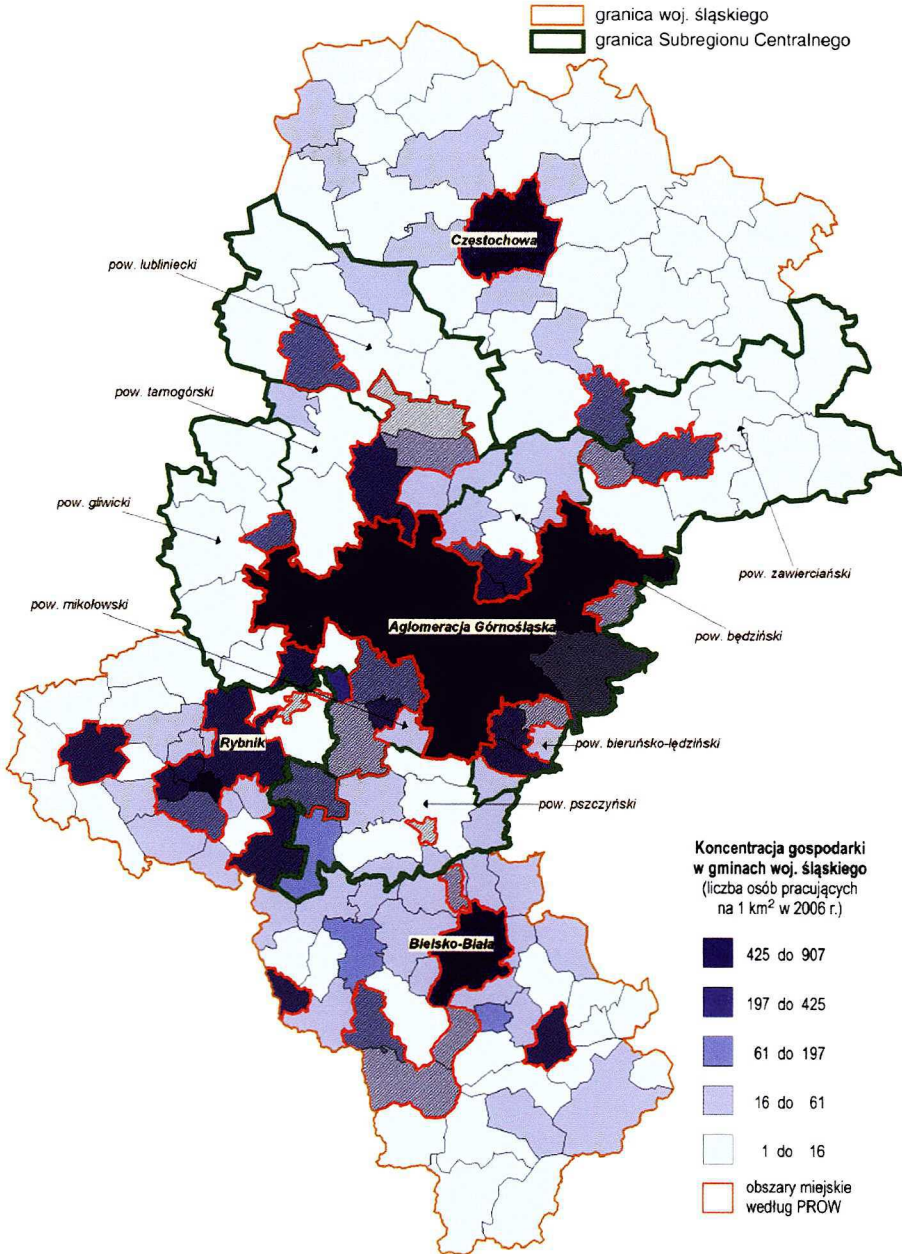 granica woj. śląskiego
granica Subregionu Centralnego
Częstochowa
pow. lubliniecki
pow. tarnogórski
pow. gliwicki
pow. zawierciański
pow. mikołowski
Aglomeracja Górnośląska
pow. będziński
Rybnik
pow. bieruńsko-lędziński
pow. pszczyński
Koncentracja gospodarki
w gminach woj. śląskiego
(liczba osób pracujących
na 1 km² w 2006 r.)
Bielsko-Biała
425 do 907
197 do 425
61 do 197
16 do 61
1 do 16
obszary miejskie
według PROW